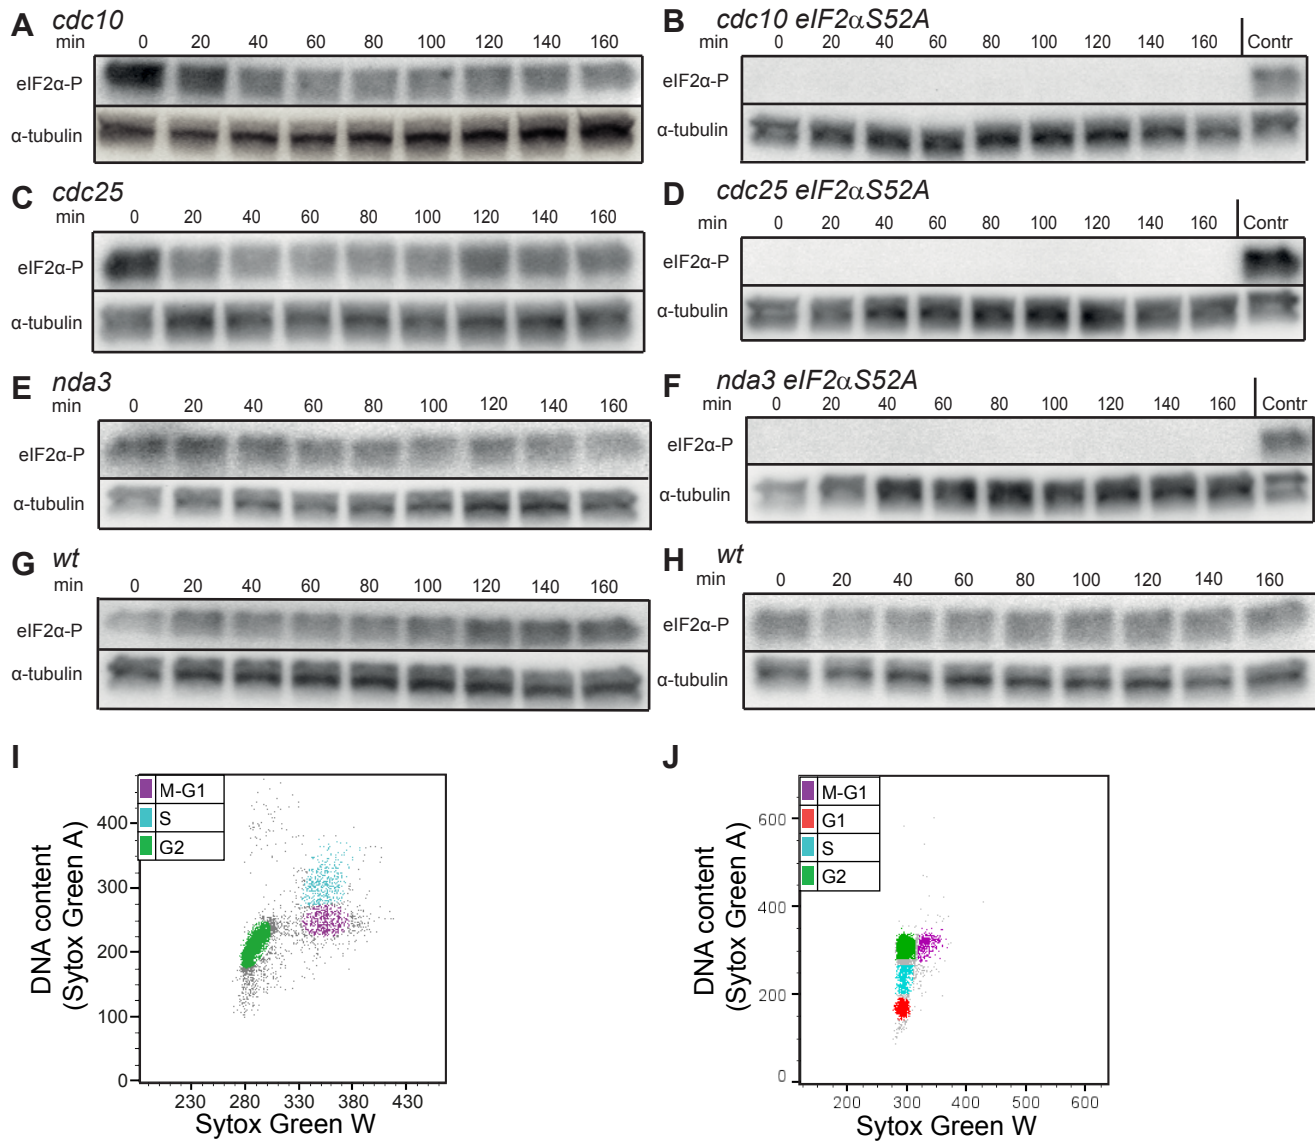 A cdc10
min 0 20 40 60 80 100 120 140 160
eIF2α-P
α-tubulin
B cdc10 eIF2αS52A
min 0 20 40 60 80 100 120 140 160 Contr
eIF2α-P
α-tubulin
C cdc25
min 0 20 40 60 80 100 120 140 160
eIF2α-P
α-tubulin
D cdc25 eIF2αS52A
min 0 20 40 60 80 100 120 140 160 Contr
eIF2α-P
α-tubulin
E nda3
min 0 20 40 60 80 100 120 140 160
eIF2α-P
α-tubulin
F nda3 eIF2αS52A
min 0 20 40 60 80 100 120 140 160 Contr
eIF2α-P
α-tubulin
G wt
min 0 20 40 60 80 100 120 140 160
eIF2α-P
α-tubulin
H wt
min 0 20 40 60 80 100 120 140 160
eIF2α-P
α-tubulin
I
M-G1
S
G2
DNA content
(Sytox Green A)
400
300
200
100
0
230 280 330 380 430
Sytox Green W
J
M-G1
G1
S
G2
DNA content
(Sytox Green A)
600
400
200
0
200 300 400 500 600
Sytox Green W